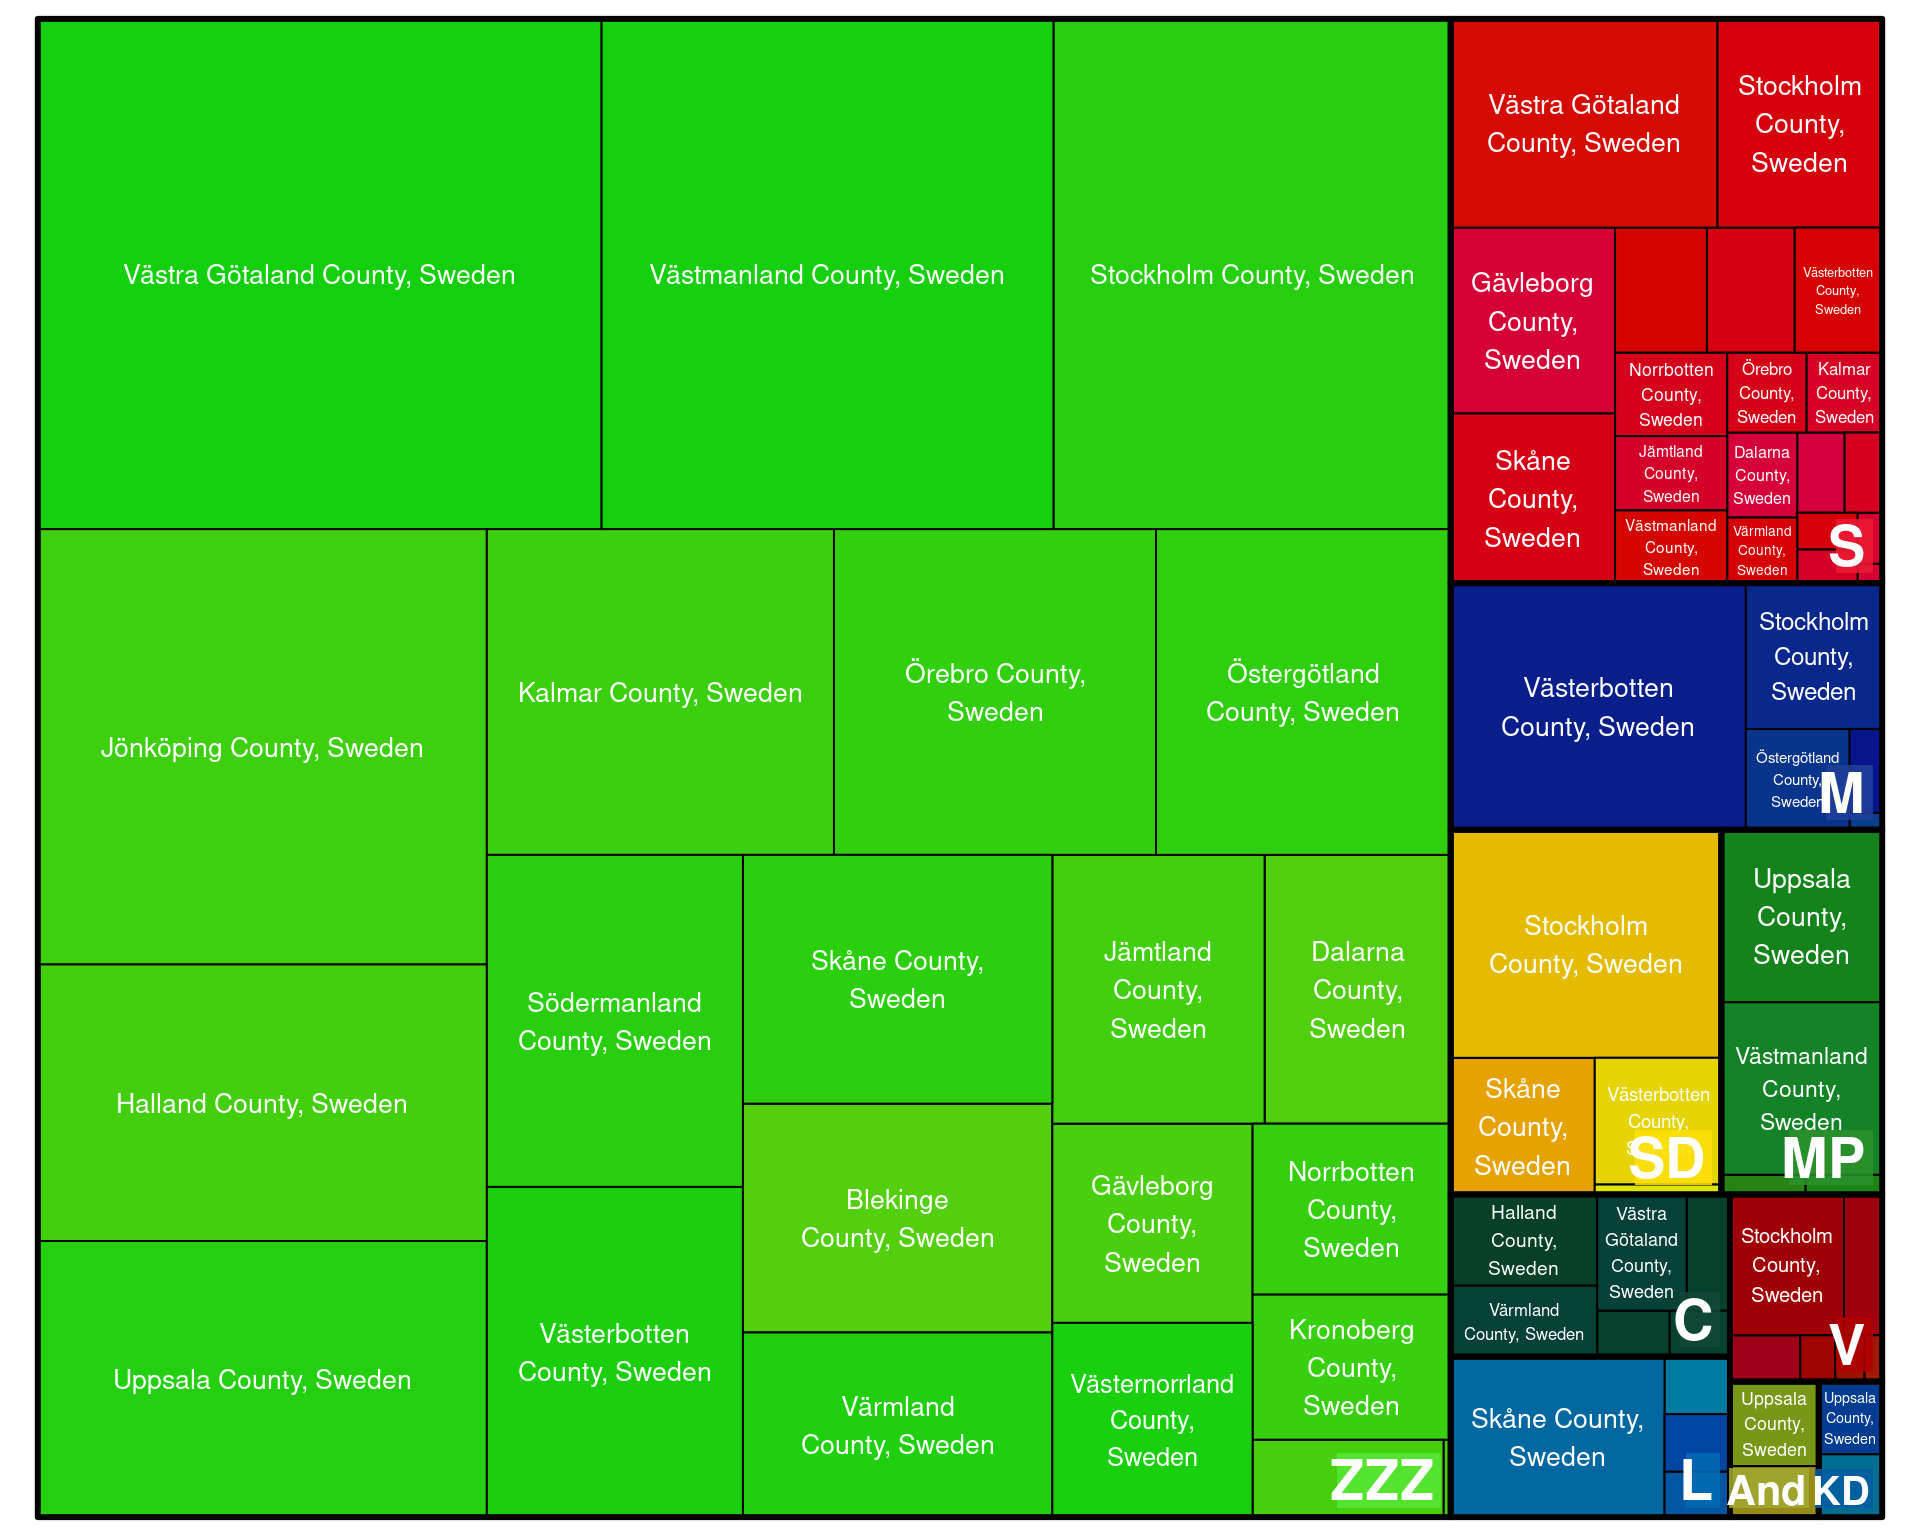 Västra Götaland County, Sweden
Västmanland County, Sweden
Stockholm County, Sweden
Jönköping County, Sweden
Kalmar County, Sweden
Örebro County,
Sweden
Östergötland
County, Sweden
Halland County, Sweden
Uppsala County, Sweden
Södermanland
County, Sweden
Skåne County,
Sweden
Jämtland
County,
Sweden
Dalarna
County,
Sweden
Västerbotten
County, Sweden
Blekinge
County, Sweden
Värmland
County, Sweden
Gävleborg
County,
Sweden
Norrbotten
County,
Sweden
Västernorrland
County,
Sweden
Kronoberg
County,
Sweden
ZZZ
Västra Götaland
County, Sweden
Stockholm
County,
Sweden
Gävleborg
County,
Sweden
Västerbotten
County,
Sweden
Skåne
County,
Sweden
Norrbotten
County,
Sweden
Örebro
County,
Sweden
Kalmar
County,
Sweden
Jämtland
County,
Sweden
Dalarna
County,
Sweden
Västmanland
County,
Sweden
Värmland
County,
Sweden
S
Västerbotten
County, Sweden
Stockholm
County,
Sweden
Östergötland
County,
Sweden
M
Stockholm
County, Sweden
Skåne
County,
Sweden
Västerbotten
County,
SD
Uppsala
County,
Sweden
Västmanland
County,
Sweden
MP
Halland
County,
Sweden
Västra
Götaland
County,
Sweden
Värmland
County, Sweden
C
Stockholm
County,
Sweden
V
Skåne County,
Sweden
L
Uppsala
County,
Sweden
And
Uppsala
County,
Sweden
KD